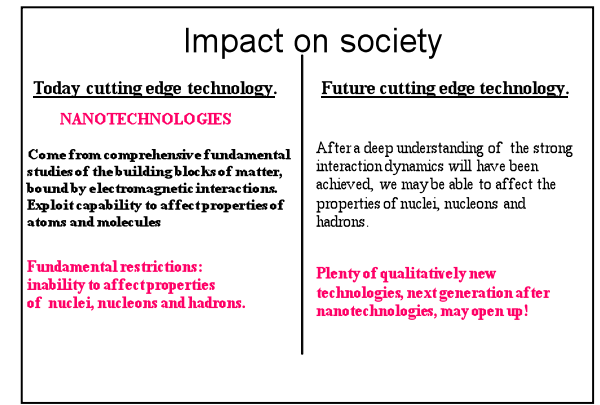 Impact on society
Today cutting edge technology.
NANOTECHNOLOGIES
Come from comprehensive fundamental
studies of the building blocks of matter,
bound by electromagnetic interactions.
Exploit capability to affect properties of
atoms and molecules
Fundamental restrictions:
inability to affect properties
of nuclei, nucleons and hadrons.
Future cutting edge technology.
After a deep understanding of the strong
interaction dynamics will have been
achieved, we may be able to affect the
properties of nuclei, nucleons and
hadrons.
Plenty of qualitatively new
technologies, next generation after
nanotechnologies, may open up!